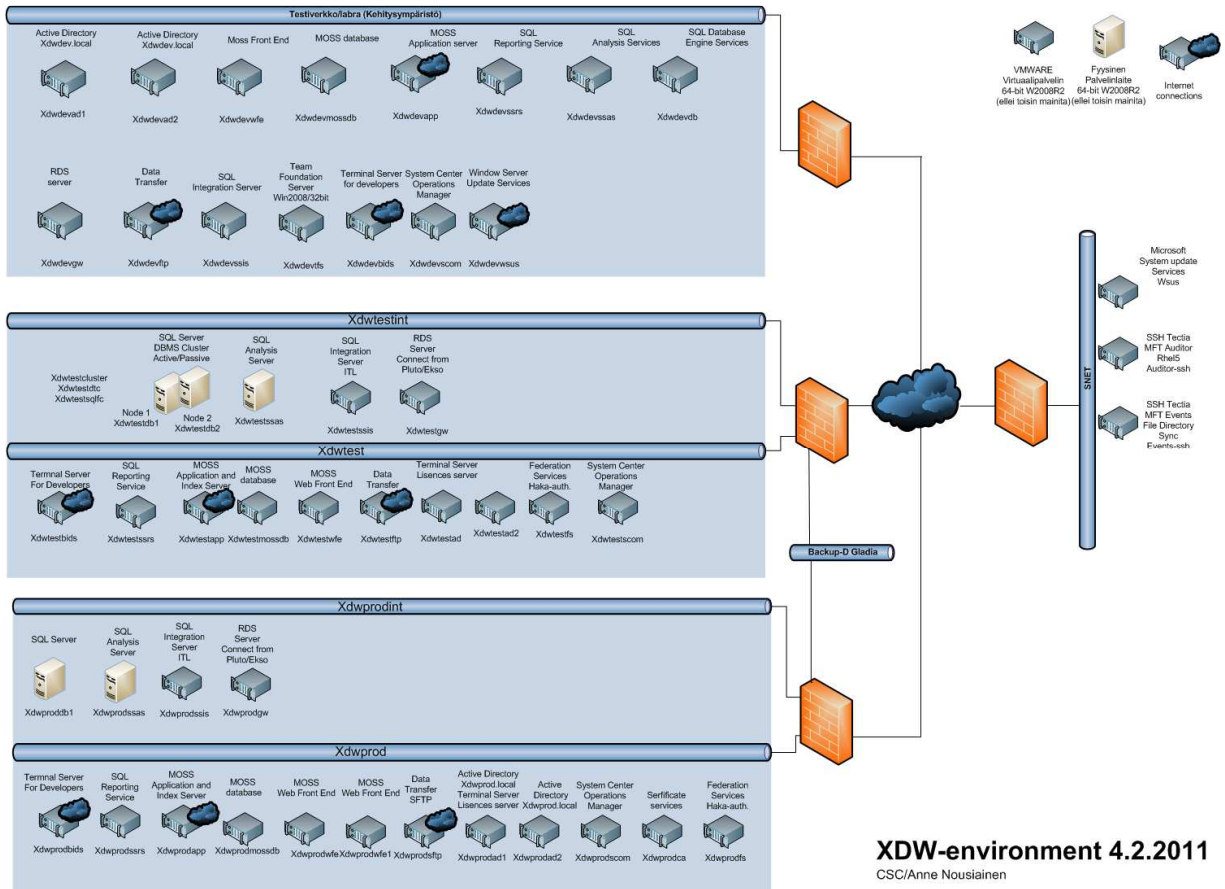 Testiverkko/labra (Kehitysympäristö)
Active Directory
Xdwdev.local
Xdwdevad1
Active Directory
Xdwdev.local
Xdwdevad2
Moss Front End
Xdwdevwfe
MOSS database
Xdwdevmossdb
MOSS
Application server
Xdwdevapp
SQL
Reporting Service
Xdwdevssrs
SQL
Analysis Services
Xdwdevssas
SQL Database
Engine Services
Xdwdevdb
RDS
server
Xdwdevgw
Data
Transfer
Xdwdevftp
SQL
Integration Server
Xdwdevssis
Team
Foundation
Server
Win2008/32bit
Xdwdevtfs
Terminal Server
for developers
Xdwdevbids
System Center
Operations
Manager
Xdwdevscom
Window Server
Update Services
Xdwdevwsus
VMWARE
Virtuaalipalvelin
64-bit W2008R2
(ellei toisin mainita)
Fyysinen
Palvelinlaite
64-bit W2008R2
(ellei toisin mainita)
Internet
connections
Xdwtestint
Xdwtestcluster
Xdwtestdtc
Xdwtestsqlfc
SQL Server
DBMS Cluster
Active/Passive
Node 1
Xdwtestdb1
Node 2
Xdwtestdb2
SQL
Analysis
Server
Xdwtestssas
SQL
Integration
Server
ITL
Xdwtestssis
RDS
Server
Connect from
Pluto/Ekso
Xdwtestgw
Xdwtest
Termnal Server
For Developers
Xdwtestbids
SQL
Reporting
Service
Xdwtestssrs
MOSS
Application and
Index Server
Xdwtestapp
MOSS
database
Xdwtestmossdb
MOSS
Web Front End
Xdwtestwfe
Data
Transfer
Xdwtestftp
Terminal Server
Lisences server
Xdwtestad
Xdwtestad2
Federation
Services
Haka-auth.
Xdwtestfs
System Center
Operations
Manager
Xdwtestscom
SNET
Microsoft
System update
Services
Wsus
SSH Tectia
MFT Auditor
Rhel5
Auditor-ssh
SSH Tectia
MFT Events
File Directory
Sync
Events-ssh
Backup-D Gladia
Xdwprodint
SQL Server
Xdwproddb1
SQL
Analysis
Server
Xdwprodssas
SQL
Integration
Server
ITL
Xdwprodssis
RDS
Server
Connect from
Pluto/Ekso
Xdwprodgw
Xdwprod
Termnal Server
For Developers
Xdwprodbids
SQL
Reporting
Service
Xdwprodssrs
MOSS
Application and
Index Server
Xdwprodapp
MOSS
database
Xdwprodmossdb
MOSS
Web Front End
Xdwprodwfe
MOSS
Web Front End
Xdwprodwfe1
Data
Transfer
SFTP
Xdwprodsftp
Active Directory
Xdwprod.local
Terminal Server
Lisences server
Xdwprodad1
Active
Directory
Xdwprod.local
Xdwprodad2
System Center
Operations
Manager
Xdwprodscom
Serfificate
services
Xdwprodca
Federation
Services
Haka-auth.
Xdwprodfs
XDW-environment 4.2.2011
CSC/Anne Nousiainen